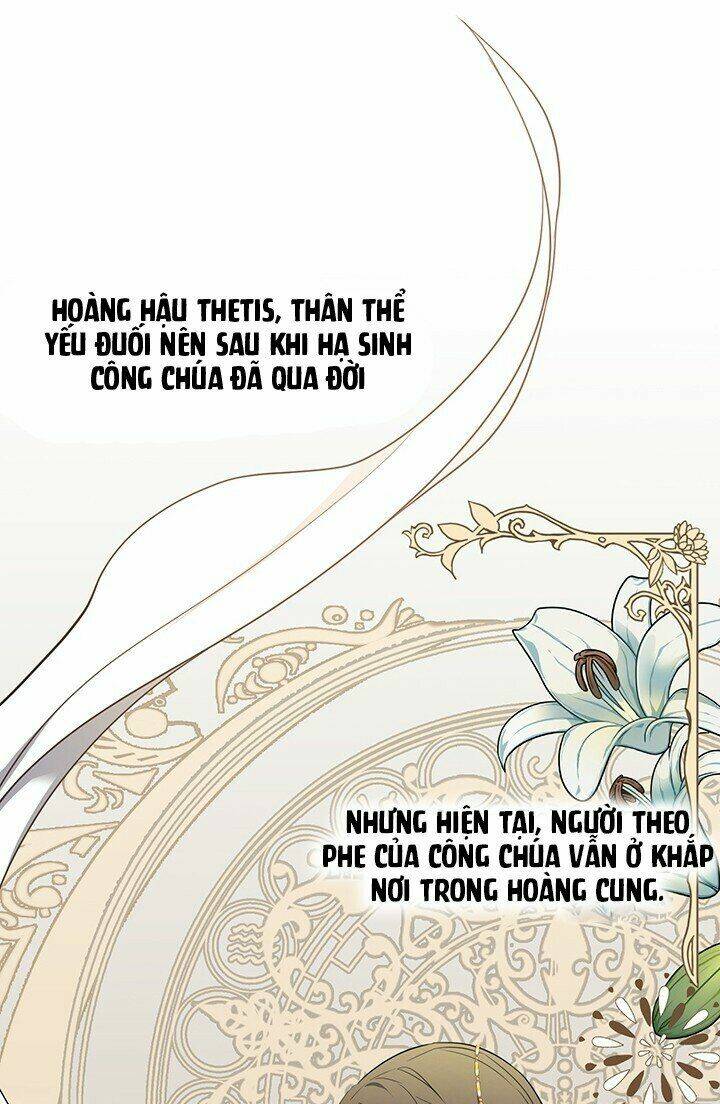 HOÀNG HẬU THETIS, THÂN THỂ
YẾU ĐUỐI NÊN SAU KHI HẠ SINH
CÔNG CHÚA ĐÃ QUA ĐỜI
NHƯNG HIỆN TẠI, NGƯỜI THEO
PHE CỦA CÔNG CHÚA VẪN Ở KHẮP
NƠI TRONG HOÀNG CUNG.